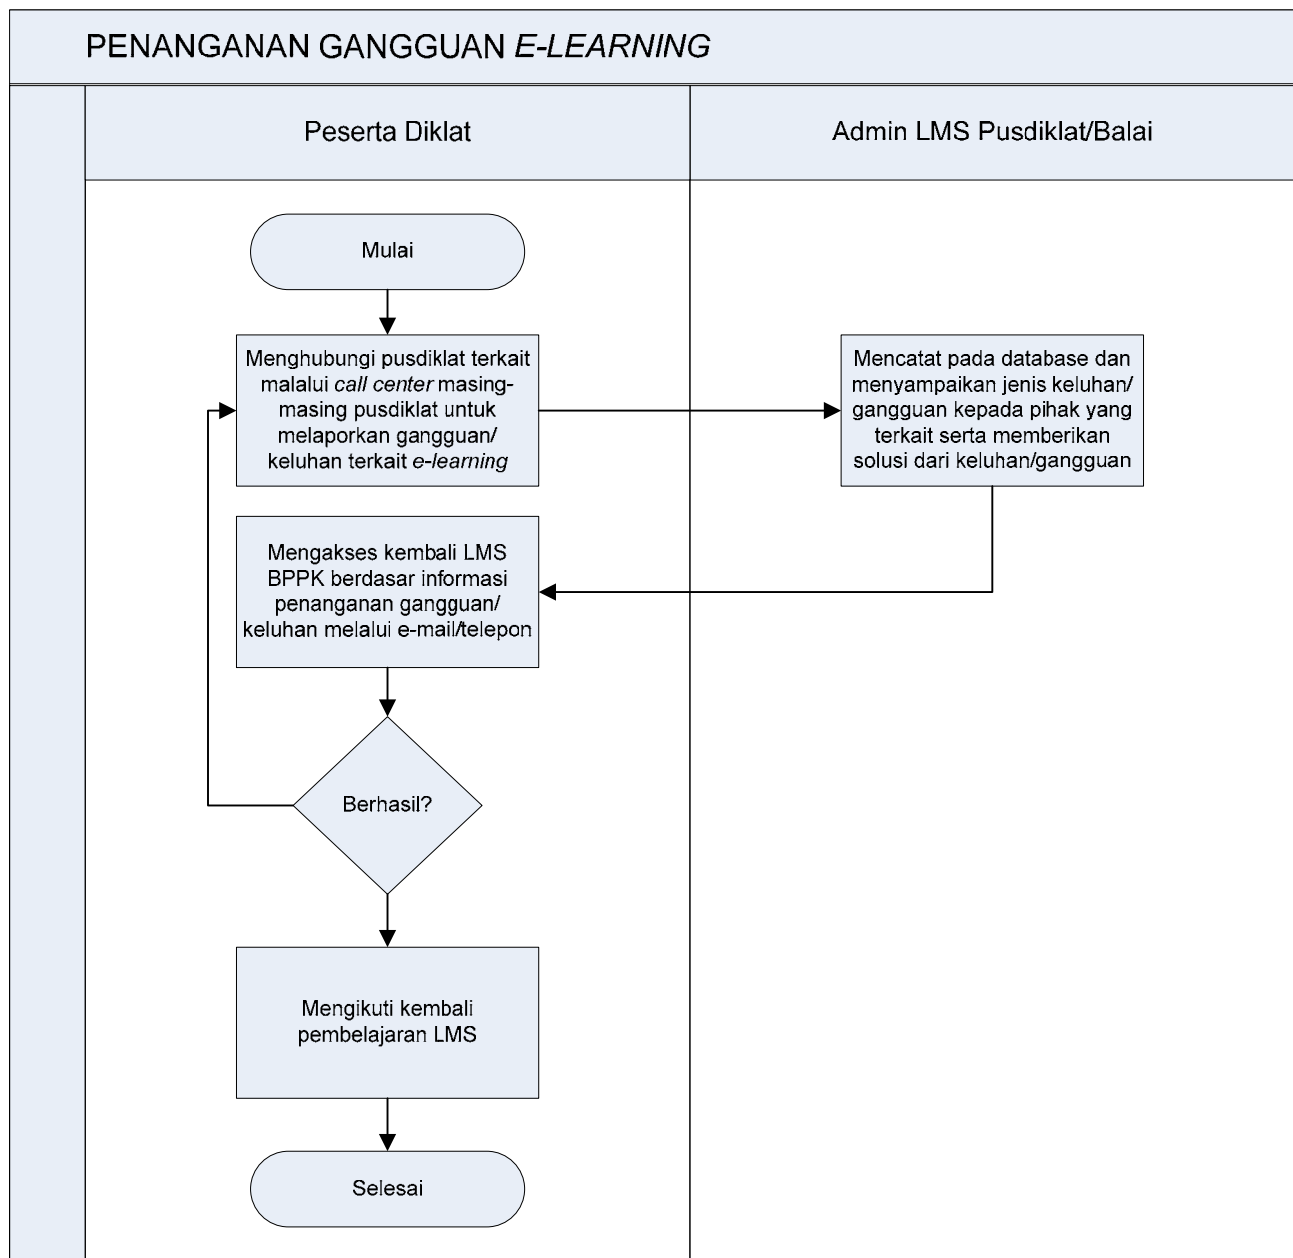 PENANGANAN GANGGUAN E-LEARNING
Peserta Diklat
Admin LMS Pusdiklat/Balai
Mulai
Menghubungi pusdiklat terkait
malalui call center masing-
masing pusdiklat untuk
melaporkan gangguan/
keluhan terkait e-learning
Mencatat pada database dan
menyampaikan jenis keluhan/
gangguan kepada pihak yang
terkait serta memberikan
solusi dari keluhan/gangguan
Mengakses kembali LMS
BPPK berdasar informasi
penanganan gangguan/
keluhan melalui e-mail/telepon
Berhasil?
Mengikuti kembali
pembelajaran LMS
Selesai